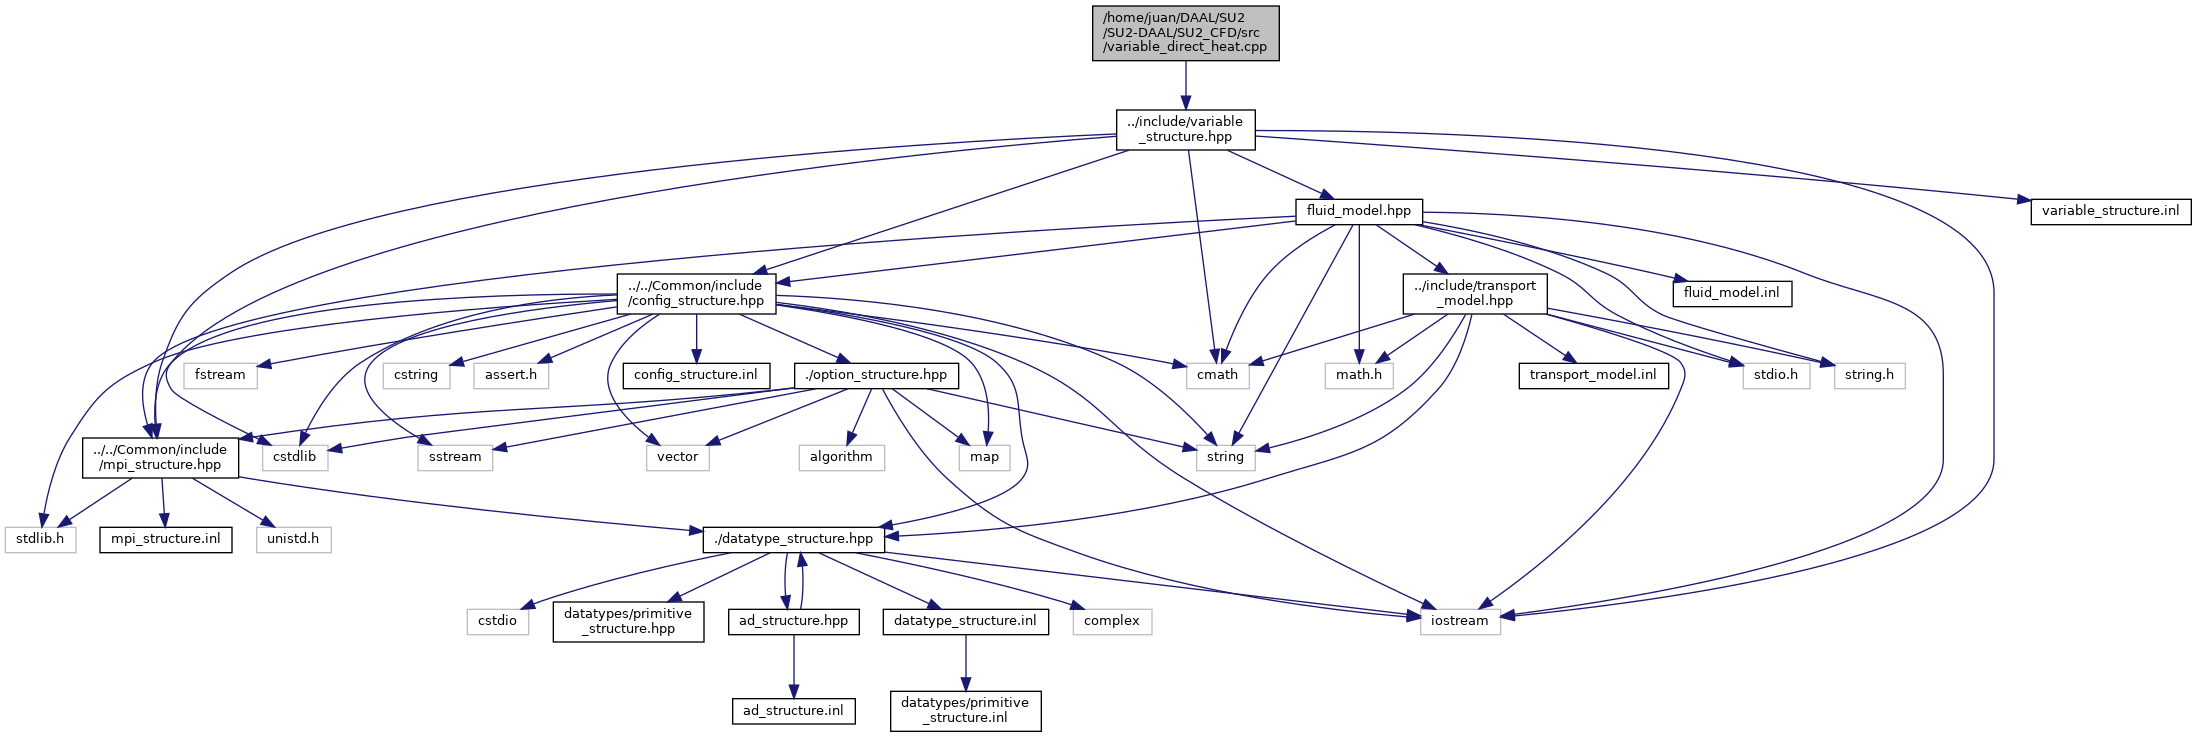 /home/juan/DAAL/SU2
/SU2-DAAL/SU2_CFD/src
/variable_direct_heat.cpp
../include/variable
_structure.hpp
fluid_model.hpp
variable_structure.inl
../../Common/include
/config_structure.hpp
../include/transport
_model.hpp
fluid_model.inl
fstream
cstring
assert.h
config_structure.inl
./option_structure.hpp
cmath
math.h
transport_model.inl
stdio.h
string.h
../../Common/include
/mpi_structure.hpp
cstdlib
sstream
vector
algorithm
map
string
stdlib.h
mpi_structure.inl
unistd.h
./datatype_structure.hpp
cstdio
datatypes/primitive
_structure.hpp
ad_structure.hpp
datatype_structure.inl
complex
iostream
ad_structure.inl
datatypes/primitive
_structure.inl